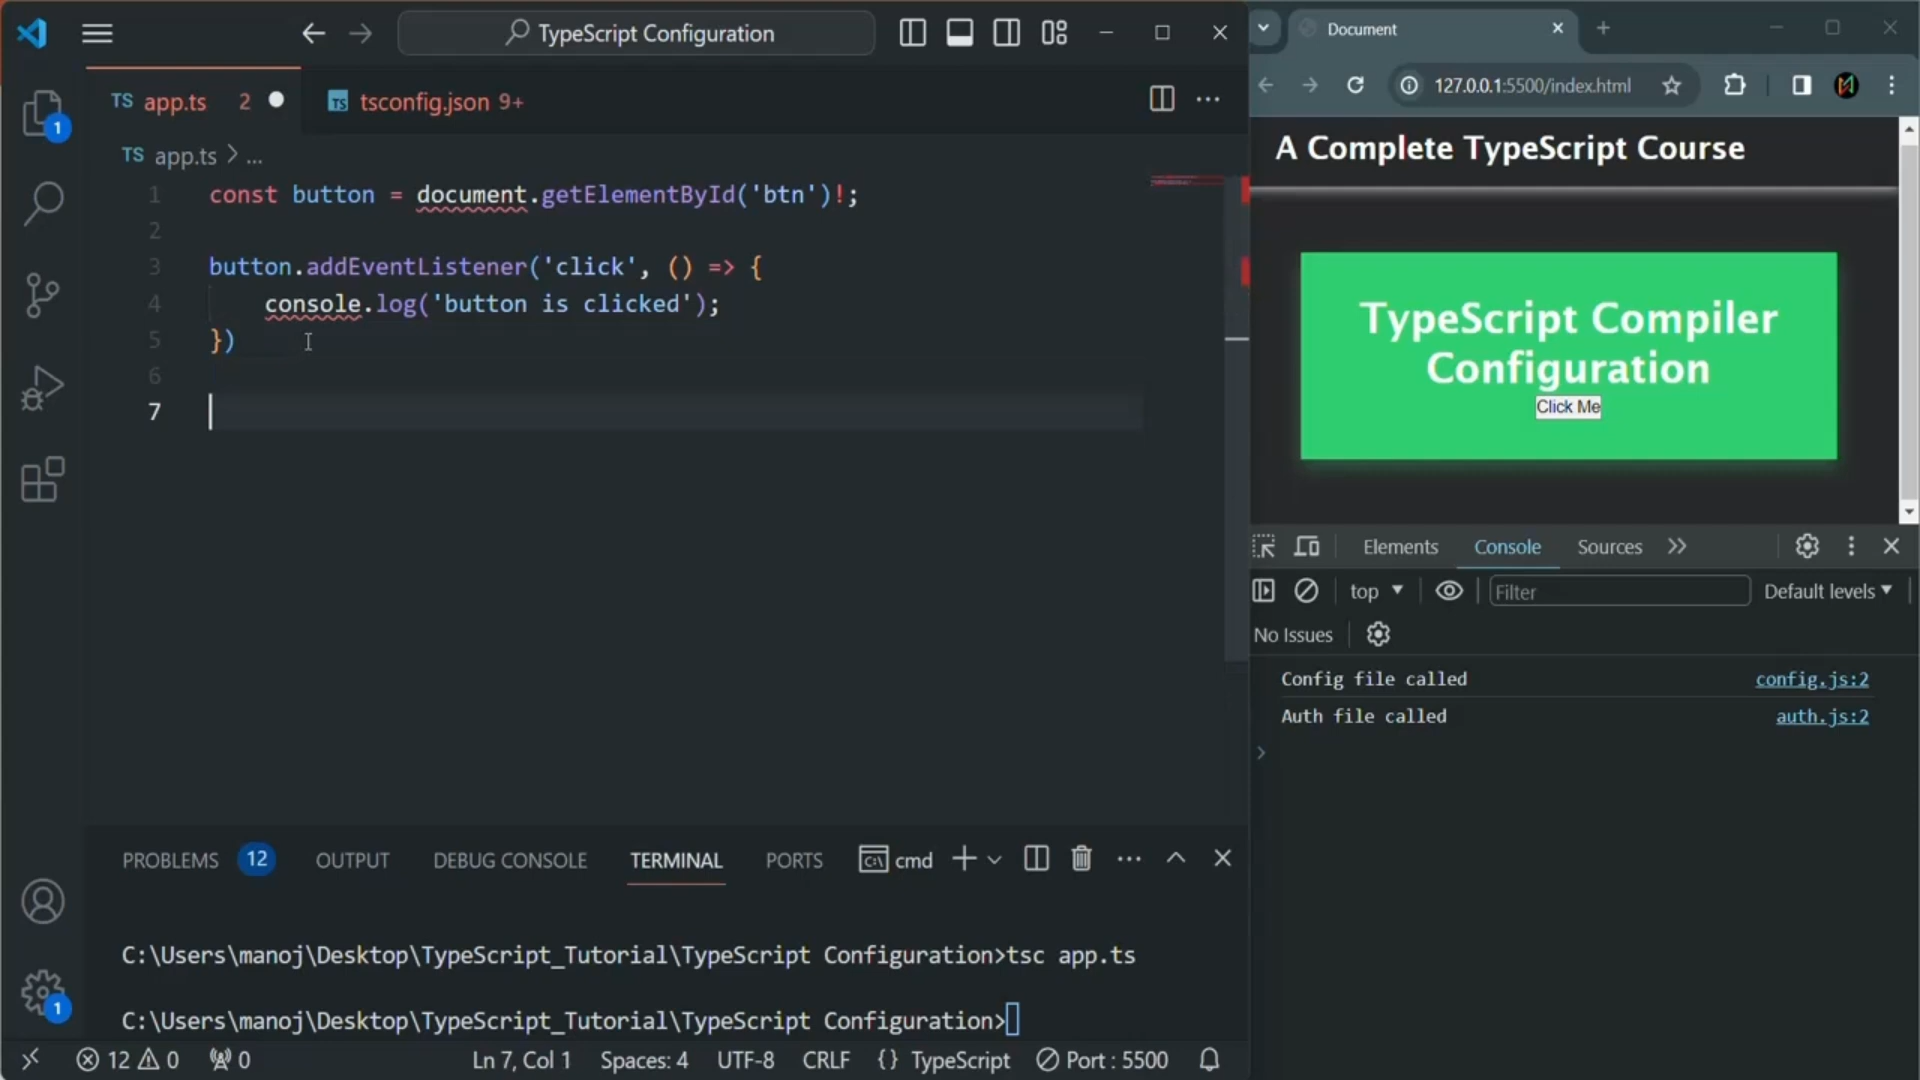 TypeScript Configuration
TS app.ts 2
TS tsconfig.json 9+
TS app.ts > ...
1 const button = document.getElementById('btn')!;
2
3 button.addEventListener('click', () => {
4 console.log('button is clicked');
5 })
6
7
PROBLEMS 12 OUTPUT DEBUG CONSOLE TERMINAL PORTS cmd
C:\Users\manoj\Desktop\TypeScript_Tutorial\TypeScript Configuration>tsc app.ts
C:\Users\manoj\Desktop\TypeScript_Tutorial\TypeScript Configuration>
1
1
12 0 0 Ln 7, Col 1 Spaces: 4 UTF-8 CRLF {} TypeScript Port : 5500
Document
127.0.0.1:5500/index.html
A Complete TypeScript Course
TypeScript Compiler
Configuration
Click Me
Elements Console Sources
top Filter Default levels
No Issues
Config file called config.js:2
Auth file called auth.js:2